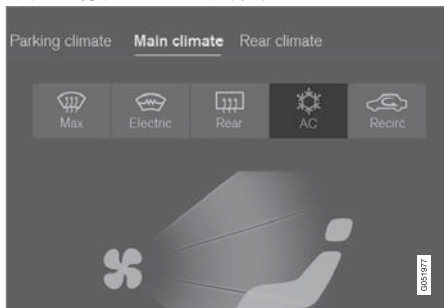 Parking climate Main climate Rear climate
Max Electric Rear AC Recirc
G051977